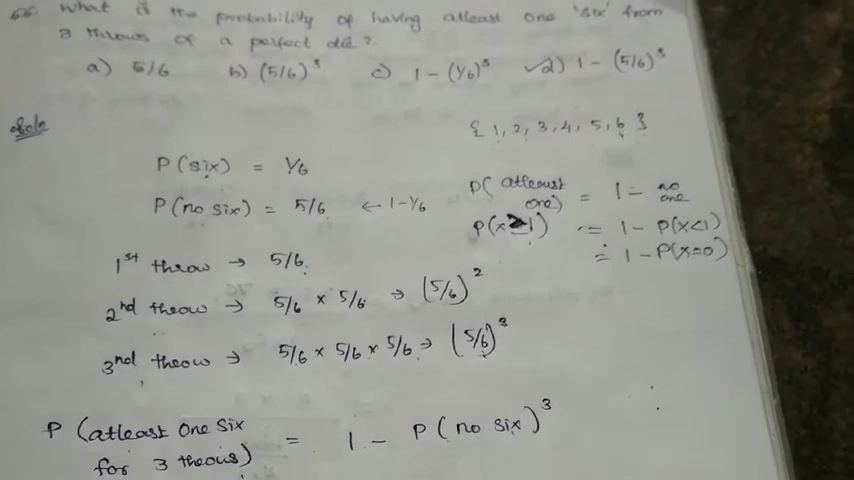 55. What is the probability of having atleast one 'six' from
3 throws of a perfect die?
a) 5/6 b) (5/6)³ c) 1 - (1/6)³ ✓d) 1 - (5/6)³
Soln
{ 1, 2, 3, 4, 5, 6 }
P (six) = 1/6
P (no six) = 5/6 ← 1-1/6
P( atleast one) = 1 - no one
P(x≥1) = 1 - P(x<1)
= 1 - P(x=0)
1st throw → 5/6.
2nd throw → 5/6 × 5/6 → (5/6)²
3nd throw → 5/6 × 5/6 × 5/6 → (5/6)³
P (atleast one six
for 3 throws) = 1 - P (no six)³